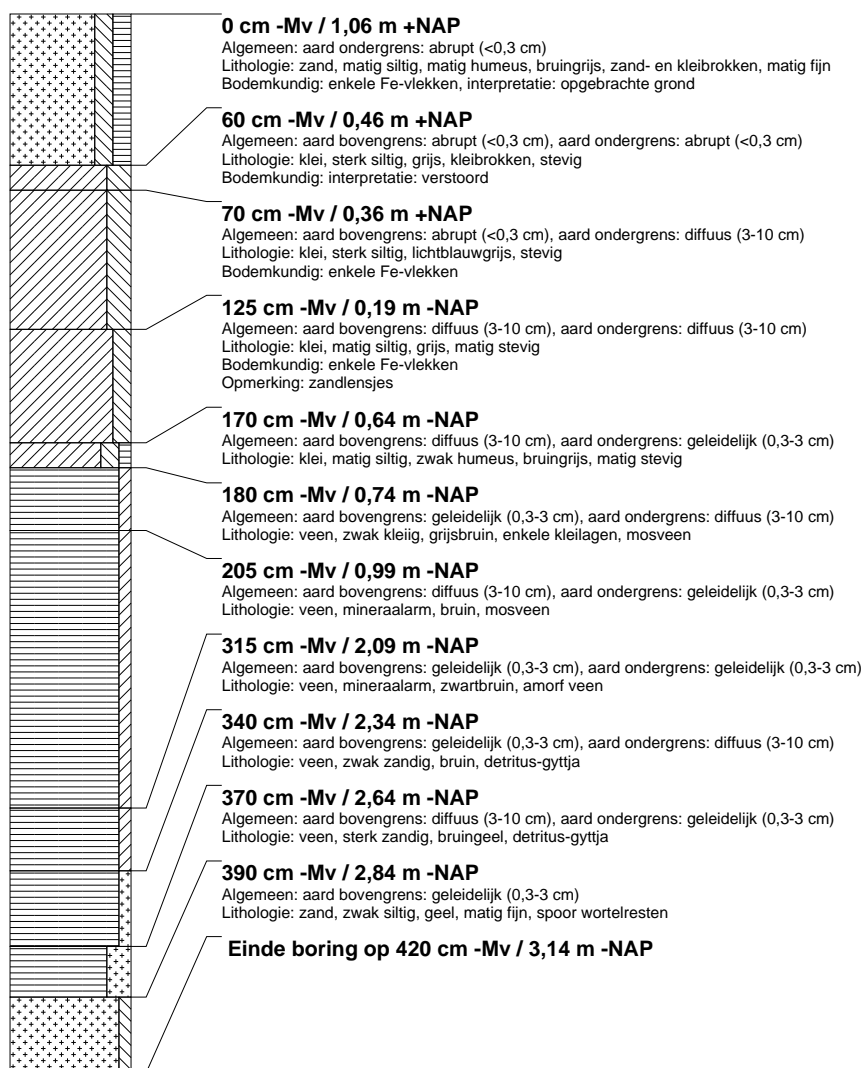 0 cm -Mv / 1,06 m +NAP
Algemeen: aard ondergrens: abrupt (<0,3 cm)
Lithologie: zand, matig siltig, matig humeus, bruingrijs, zand- en kleibrokken, matig fijn
Bodemkundig: enkele Fe-vlekken, interpretatie: opgebrachte grond
60 cm -Mv / 0,46 m +NAP
Algemeen: aard bovengrens: abrupt (<0,3 cm), aard ondergrens: abrupt (<0,3 cm)
Lithologie: klei, sterk siltig, grijs, kleibrokken, stevig
Bodemkundig: interpretatie: verstoord
70 cm -Mv / 0,36 m +NAP
Algemeen: aard bovengrens: abrupt (<0,3 cm), aard ondergrens: diffuus (3-10 cm)
Lithologie: klei, sterk siltig, lichtblauwgrijs, stevig
Bodemkundig: enkele Fe-vlekken
125 cm -Mv / 0,19 m -NAP
Algemeen: aard bovengrens: diffuus (3-10 cm), aard ondergrens: diffuus (3-10 cm)
Lithologie: klei, matig siltig, grijs, matig stevig
Bodemkundig: enkele Fe-vlekken
Opmerking: zandlensjes
170 cm -Mv / 0,64 m -NAP
Algemeen: aard bovengrens: diffuus (3-10 cm), aard ondergrens: geleidelijk (0,3-3 cm)
Lithologie: klei, matig siltig, zwak humeus, bruingrijs, matig stevig
180 cm -Mv / 0,74 m -NAP
Algemeen: aard bovengrens: geleidelijk (0,3-3 cm), aard ondergrens: diffuus (3-10 cm)
Lithologie: veen, zwak kleiig, grijsbruin, enkele kleilagen, mosveen
205 cm -Mv / 0,99 m -NAP
Algemeen: aard bovengrens: diffuus (3-10 cm), aard ondergrens: geleidelijk (0,3-3 cm)
Lithologie: veen, mineraalarm, bruin, mosveen
315 cm -Mv / 2,09 m -NAP
Algemeen: aard bovengrens: geleidelijk (0,3-3 cm), aard ondergrens: geleidelijk (0,3-3 cm)
Lithologie: veen, mineraalarm, zwartbruin, amorf veen
340 cm -Mv / 2,34 m -NAP
Algemeen: aard bovengrens: geleidelijk (0,3-3 cm), aard ondergrens: diffuus (3-10 cm)
Lithologie: veen, zwak zandig, bruin, detritus-gyttja
370 cm -Mv / 2,64 m -NAP
Algemeen: aard bovengrens: diffuus (3-10 cm), aard ondergrens: geleidelijk (0,3-3 cm)
Lithologie: veen, sterk zandig, bruingeel, detritus-gyttja
390 cm -Mv / 2,84 m -NAP
Algemeen: aard bovengrens: geleidelijk (0,3-3 cm)
Lithologie: zand, zwak siltig, geel, matig fijn, spoor wortelresten
Einde boring op 420 cm -Mv / 3,14 m -NAP